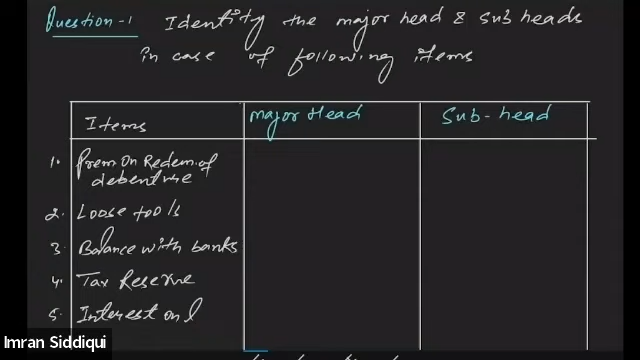 Question-1 Identity the major head & Sub heads
in case of following items
Items Major Head Sub-head
1. Prem on Redem. of
debenture
2. Loose tools
3. Balance with banks
4. Tax Reserve
5. Interest on
Imran Siddiqui